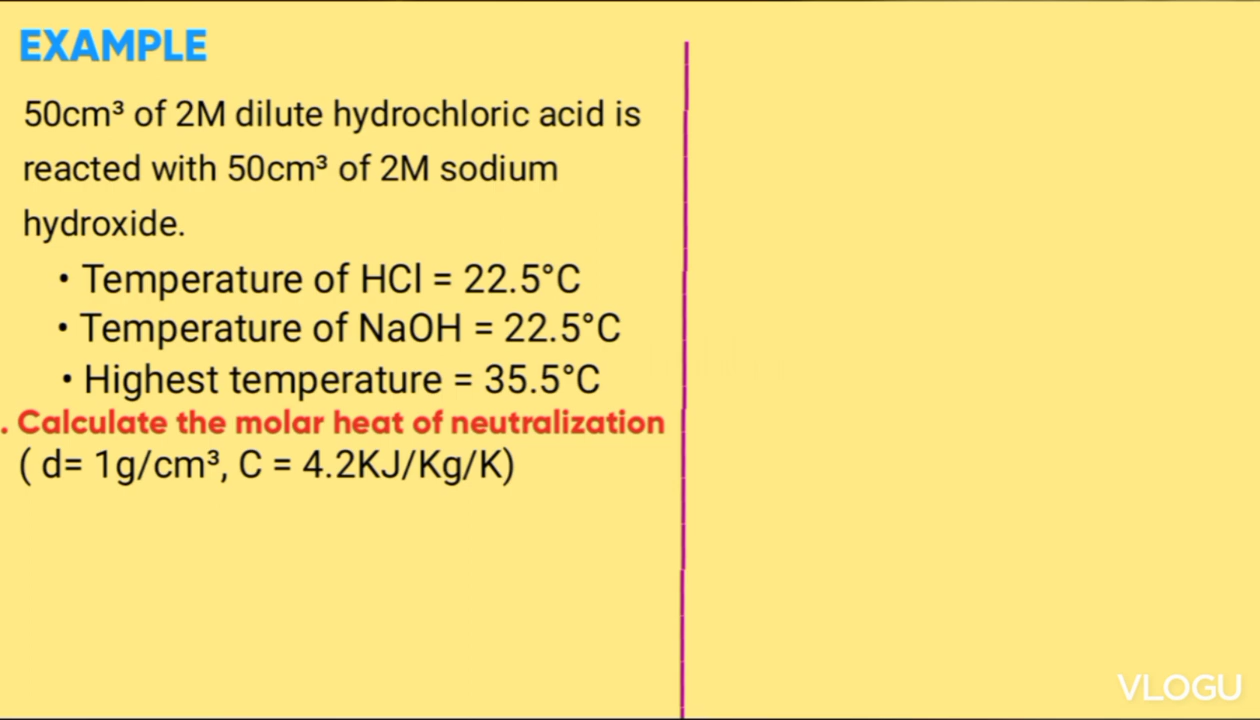 EXAMPLE
50cm³ of 2M dilute hydrochloric acid is
reacted with 50cm³ of 2M sodium
hydroxide.
• Temperature of HCl = 22.5°C
• Temperature of NaOH = 22.5°C
• Highest temperature = 35.5°C
. Calculate the molar heat of neutralization
( d= 1g/cm³, C = 4.2KJ/Kg/K)
VLOGU